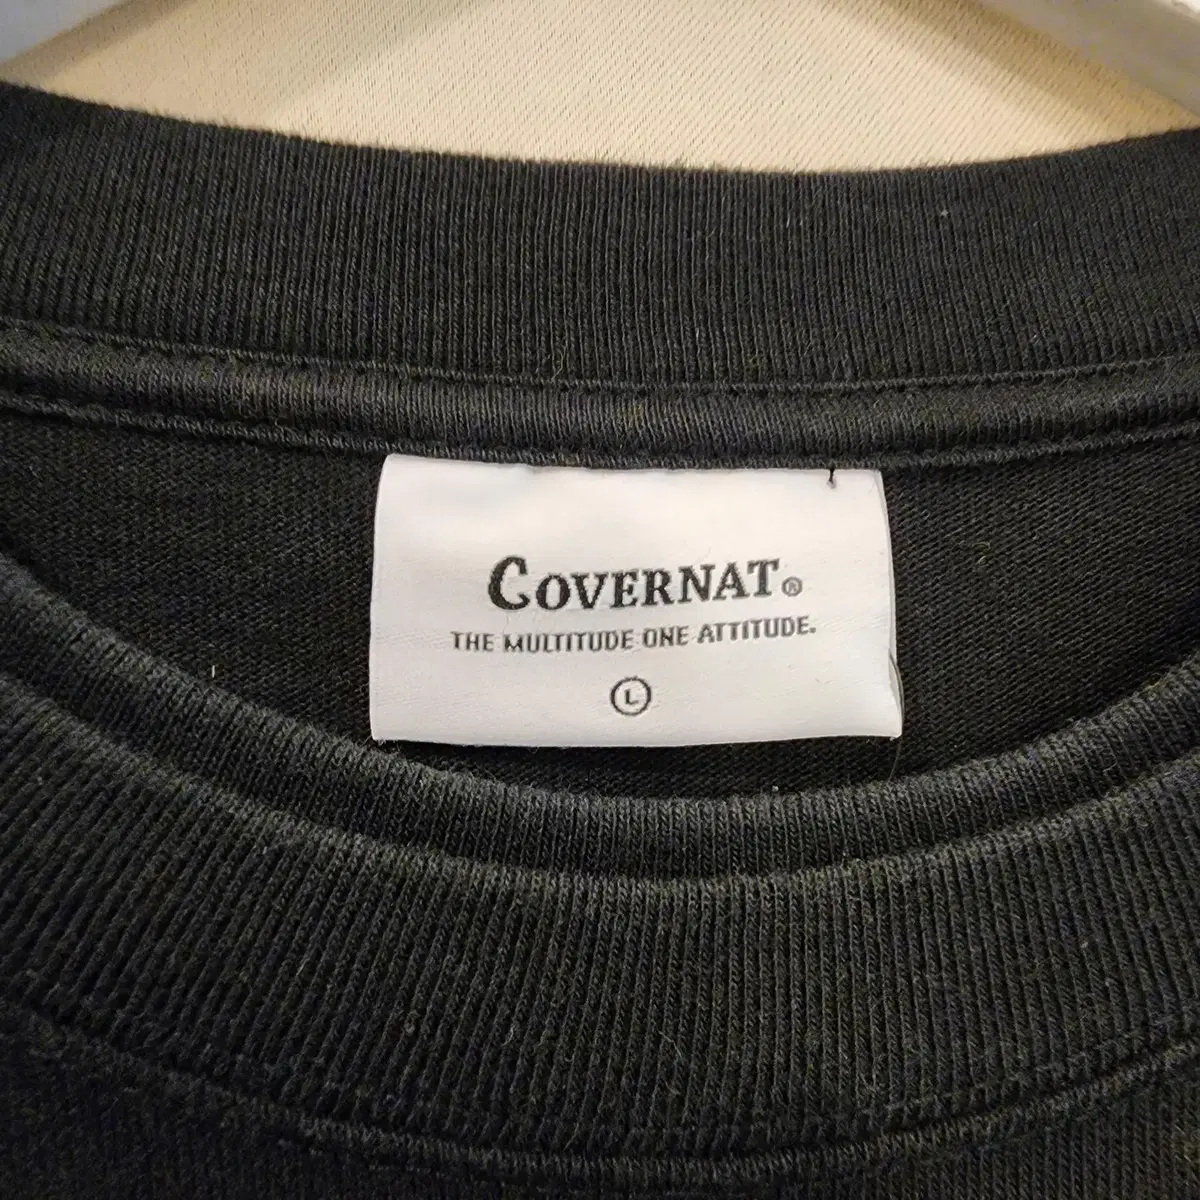 COVERNAT®
THE MULTITUDE ONE ATTITUDE.
L